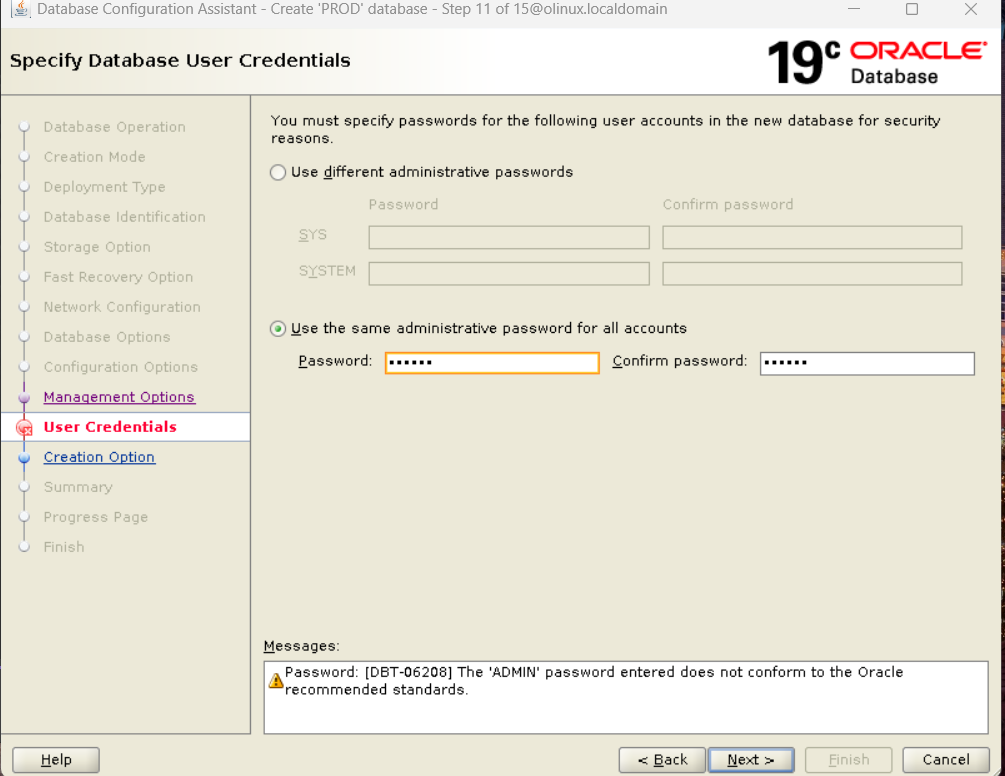 Database Configuration Assistant - Create 'PROD' database - Step 11 of 15@olinux.localdomain
Specify Database User Credentials
19c ORACLE
Database
Database Operation
Creation Mode
Deployment Type
Database Identification
Storage Option
Fast Recovery Option
Network Configuration
Database Options
Configuration Options
Management Options
User Credentials
Creation Option
Summary
Progress Page
Finish
You must specify passwords for the following user accounts in the new database for security
reasons.
Use different administrative passwords
Password Confirm password
SYS
SYSTEM
Use the same administrative password for all accounts
Password: •••••• Confirm password: ••••••
Messages:
Password: [DBT-06208] The 'ADMIN' password entered does not conform to the Oracle
recommended standards.
Help < Back Next > Finish Cancel